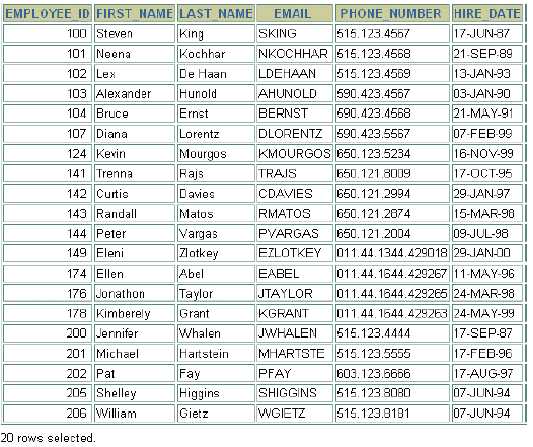 EMPLOYEE_ID FIRST_NAME LAST_NAME EMAIL PHONE_NUMBER HIRE_DATE
100 Steven King SKING 515.123.4567 17-JUN-87
101 Neena Kochhar NKOCHHAR 515.123.4568 21-SEP-89
102 Lex De Haan LDEHAAN 515.123.4569 13-JAN-93
103 Alexander Hunold AHUNOLD 590.423.4567 03-JAN-90
104 Bruce Ernst BERNST 590.423.4568 21-MAY-91
107 Diana Lorentz DLORENTZ 590.423.5567 07-FEB-99
124 Kevin Mourgos KMOURGOS 650.123.5234 16-NOV-99
141 Trenna Rajs TRAJS 650.121.8009 17-OCT-95
142 Curtis Davies CDAVIES 650.121.2994 29-JAN-97
143 Randall Matos RMATOS 650.121.2874 15-MAR-98
144 Peter Vargas PVARGAS 650.121.2004 09-JUL-98
149 Eleni Zlotkey EZLOTKEY 011.44.1344.429018 29-JAN-00
174 Ellen Abel EABEL 011.44.1644.429267 11-MAY-96
176 Jonathon Taylor JTAYLOR 011.44.1644.429265 24-MAR-98
178 Kimberely Grant KGRANT 011.44.1644.429263 24-MAY-99
200 Jennifer Whalen JWHALEN 515.123.4444 17-SEP-87
201 Michael Hartstein MHARTSTE 515.123.5555 17-FEB-96
202 Pat Fay PFAY 603.123.6666 17-AUG-97
205 Shelley Higgins SHIGGINS 515.123.8080 07-JUN-94
206 William Gietz WGIETZ 515.123.8181 07-JUN-94
20 rows selected.